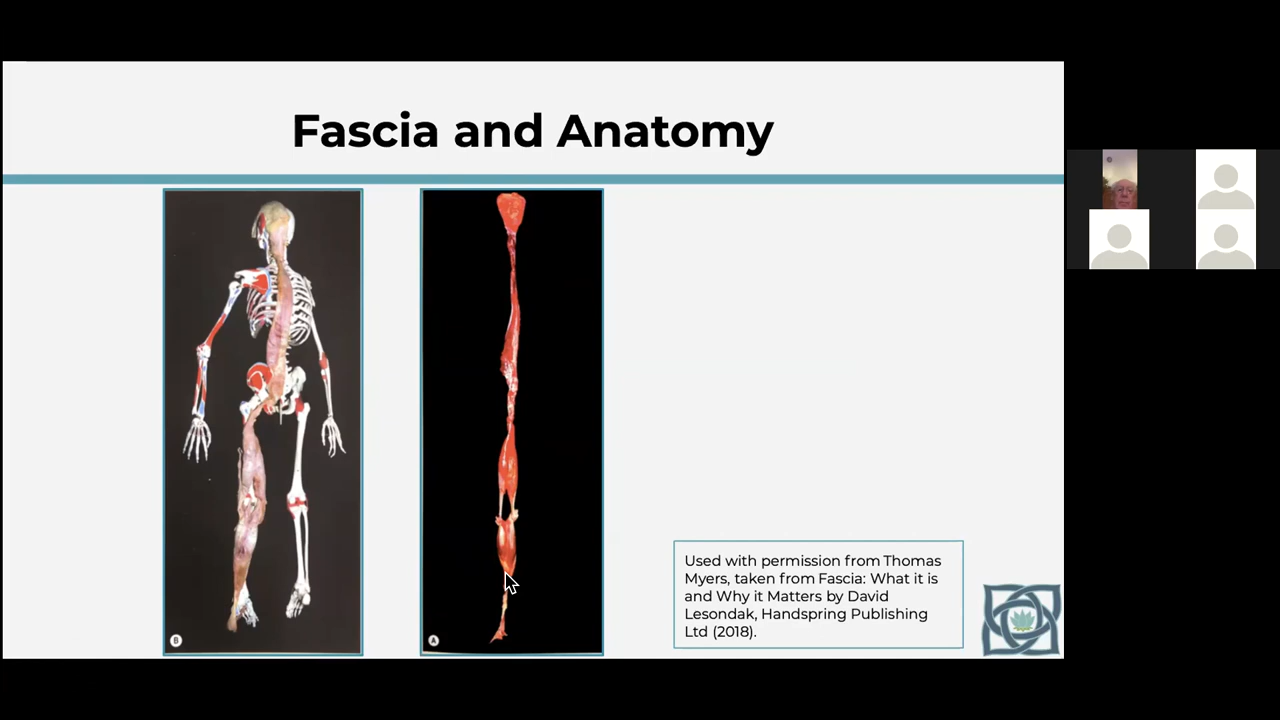 Fascia and Anatomy
B
A
Used with permission from Thomas
Myers, taken from Fascia: What it is
and Why it Matters by David
Lesondak, Handspring Publishing
Ltd (2018).